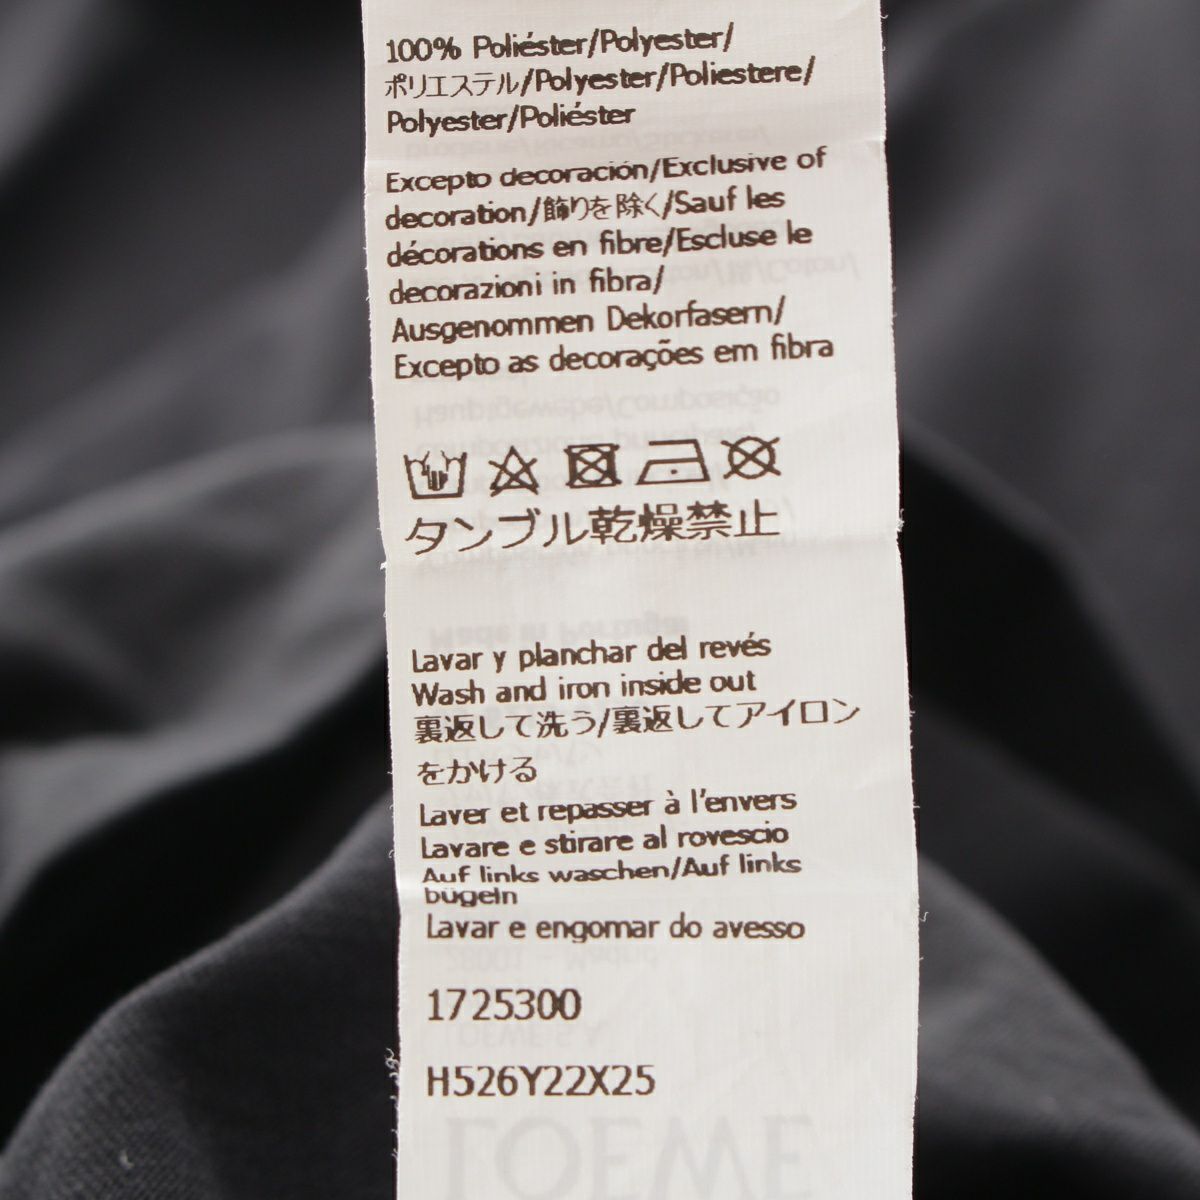 100% Poliéster/Polyester/
ポリエステル/Polyester/Poliestere/
Polyester/Poliéster
Excepto decoración/Exclusive of
decoration/飾りを除く/Sauf les
décorations en fibre/Escluse le
decorazioni in fibra/
Ausgenommen Dekorfasern/
Excepto as decorações em fibra
タンブル乾燥禁止
Lavar y planchar del revés
Wash and iron inside out
裏返して洗う/裏返してアイロン
をかける
Laver et repasser à l'envers
Lavare e stirare al rovescio
Auf links waschen/Auf links
bügeln
Lavar e engomar do avesso
1725300
H526Y22X25
LOEWE